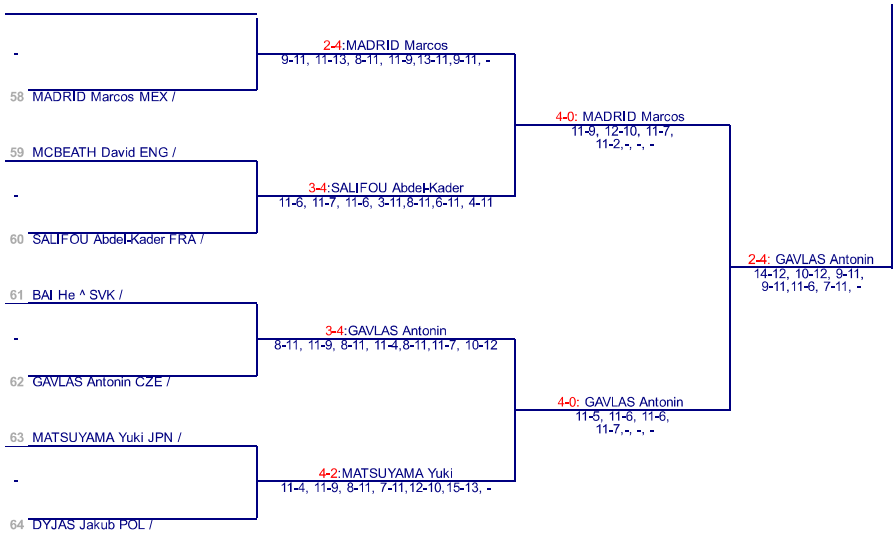 2-4:MADRID Marcos
-
9-11, 11-13, 8-11, 11-9,13-11,9-11, -
58 MADRID Marcos MEX /
4-0: MADRID Marcos
11-9, 12-10, 11-7,
11-2,-, -, -
59 MCBEATH David ENG /
3-4:SALIFOU Abdel-Kader
-
11-6, 11-7, 11-6, 3-11,8-11,6-11, 4-11
60 SALIFOU Abdel-Kader FRA /
2-4: GAVLAS Antonin
14-12, 10-12, 9-11,
9-11,11-6, 7-11, -
61 BAI He ^ SVK /
3-4:GAVLAS Antonin
-
8-11, 11-9, 8-11, 11-4,8-11,11-7, 10-12
62 GAVLAS Antonin CZE /
4-0: GAVLAS Antonin
11-5, 11-6, 11-6,
11-7,-, -, -
63 MATSUYAMA Yuki JPN /
4-2:MATSUYAMA Yuki
-
11-4, 11-9, 8-11, 7-11,12-10,15-13, -
64 DYJAS Jakub POL /